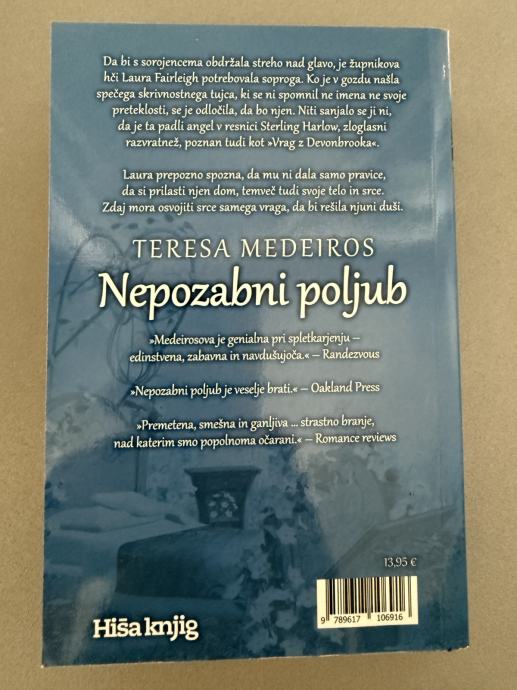 Da bi s sorojencema obdržala streho nad glavo, je župnikova
hči Laura Fairleigh potrebovala soproga. Ko je v gozdu našla
spečega skrivnostnega tujca, ki se ni spomnil ne imena ne svoje
preteklosti, se je odločila, da bo njen. Niti sanjalo se ji ni,
da je ta padli angel v resnici Sterling Harlow, zloglasni
razvratnež, poznan tudi kot »Vrag z Devonbrooka«.
Laura prepozno spozna, da mu ni dala samo pravice,
da si prilasti njen dom, temveč tudi svoje telo in srce.
Zdaj mora osvojiti srce samega vraga, da bi rešila njuni duši.
TERESA MEDEIROS
Nepozabni poljub
»Medeirosova je genialna pri spletkarjenju –
edinstvena, zabavna in navdušujoča.« – Randezvous
»Nepozabni poljub je veselje brati.« – Oakland Press
»Premetena, smešna in ganljiva ... strastno branje,
nad katerim smo popolnoma očarani.« – Romance reviews
13,95 €
9 789617 106916
Hiša knjig